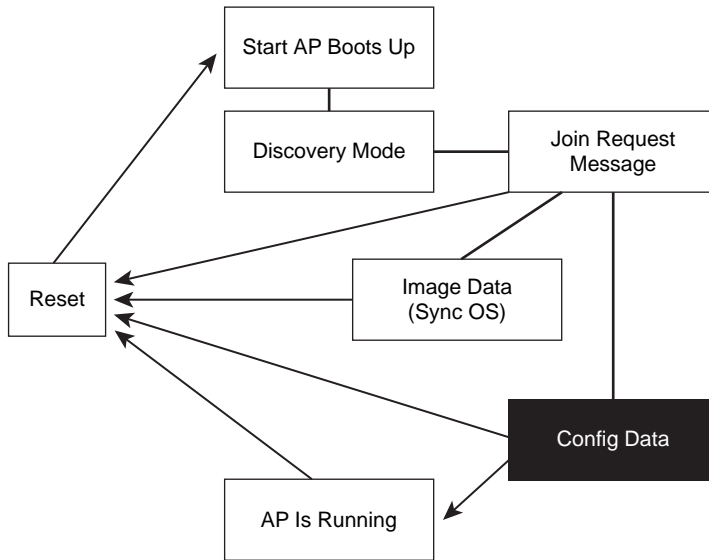 Start AP Boots Up
Discovery Mode
Join Request
Message
Reset
Image Data
(Sync OS)
Config Data
AP Is Running